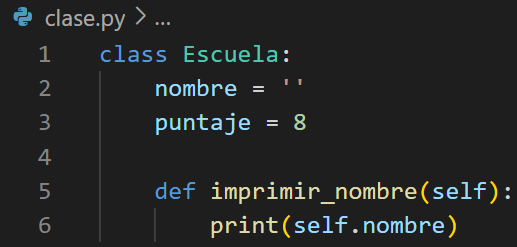 clase.py > ...
1 class Escuela:
2     nombre = ''
3     puntaje = 8
4
5     def imprimir_nombre(self):
6         print(self.nombre)